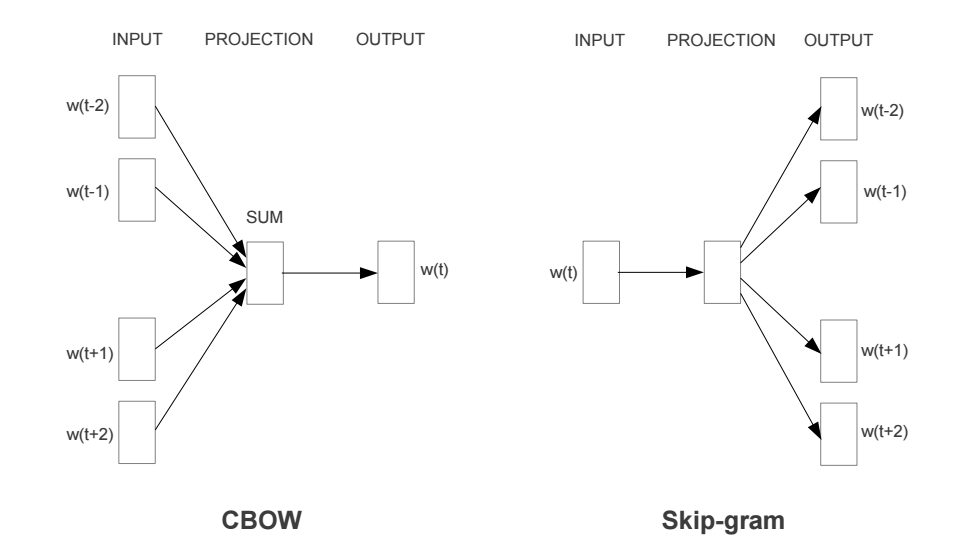 INPUT PROJECTION OUTPUT
w(t-2)
w(t-1)
SUM
w(t)
w(t+1)
w(t+2)
CBOW
INPUT PROJECTION OUTPUT
w(t-2)
w(t-1)
w(t)
w(t+1)
w(t+2)
Skip-gram